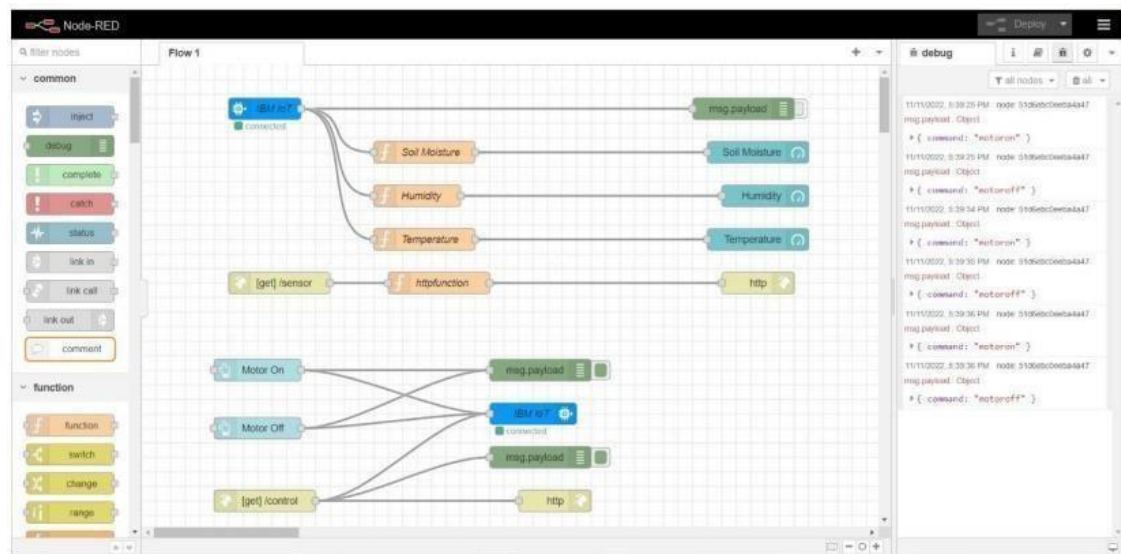 Node-RED
Deploy
filter nodes
Flow 1
debug
all nodes
all
common
inject
debug
complete
catch
status
link in
link call
link out
comment
function
function
switch
change
range
IBM IoT
connected
msg.payload
Soil Moisture
Soil Moisture
Humidity
Humidity
Temperature
Temperature
[get] /sensor
httpfunction
http
Motor On
msg.payload
Motor Off
IBM IoT
connected
msg.payload
[get] /control
http
11/11/2022, 5:39:25 PM node:
msg.payload : Object
{ command: "motoron" }
11/11/2022, 5:39:25 PM node:
msg.payload : Object
{ command: "motoroff" }
11/11/2022, 5:39:34 PM node:
msg.payload : Object
{ command: "motoron" }
11/11/2022, 5:39:35 PM node:
msg.payload : Object
{ command: "motoroff" }
11/11/2022, 5:39:36 PM node:
msg.payload : Object
{ command: "motoron" }
11/11/2022, 5:39:36 PM node:
msg.payload : Object
{ command: "motoroff" }